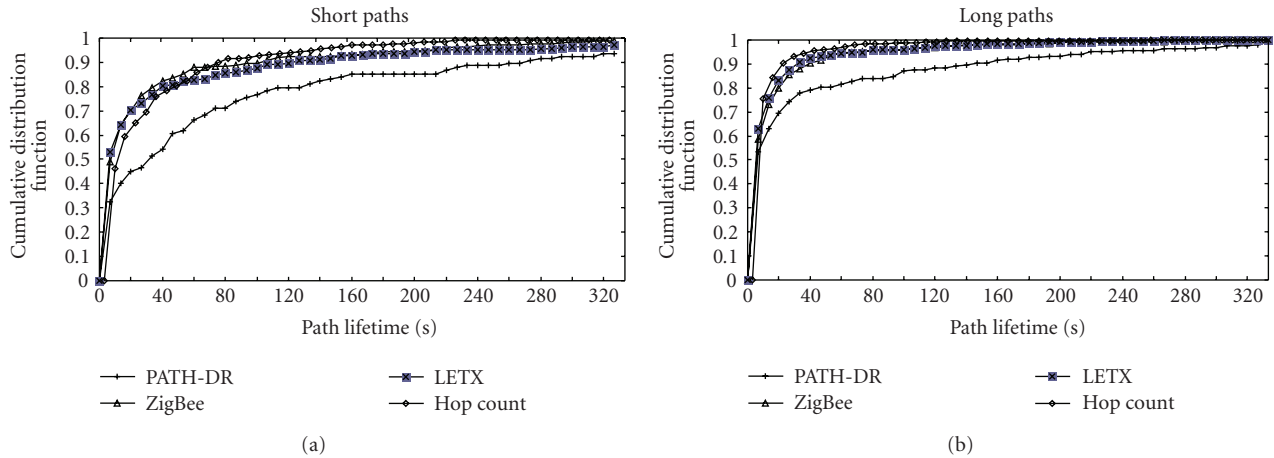 Short paths
Cumulative distribution
function
1
0.9
0.8
0.7
0.6
0.5
0.4
0.3
0.2
0.1
0
0 40 80 120 160 200 240 280 320
Path lifetime (s)
PATH-DR
ZigBee
LETX
Hop count
(a)
Long paths
Cumulative distribution
function
1
0.9
0.8
0.7
0.6
0.5
0.4
0.3
0.2
0.1
0
0 40 80 120 160 200 240 280 320
Path lifetime (s)
PATH-DR
ZigBee
LETX
Hop count
(b)